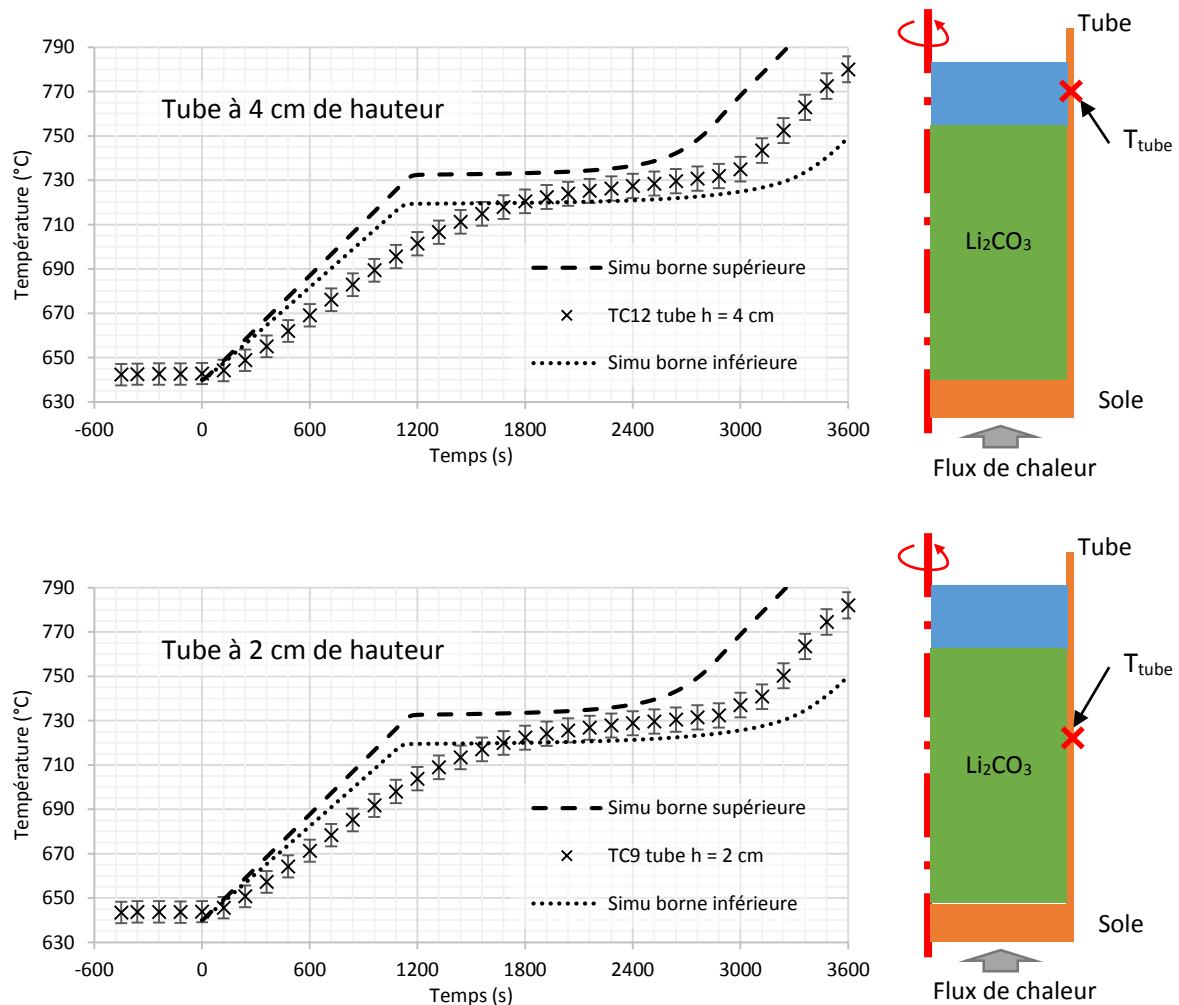 Tube à 4 cm de hauteur
Température (°C)
790
770
750
730
710
690
670
650
630
-600 0 600 1200 1800 2400 3000 3600
Temps (s)
Simu borne supérieure
TC12 tube h = 4 cm
Simu borne inférieure
Tube
Ttube
Li₂CO₃
Sole
Flux de chaleur
Tube à 2 cm de hauteur
Température (°C)
790
770
750
730
710
690
670
650
630
-600 0 600 1200 1800 2400 3000 3600
Temps (s)
Simu borne supérieure
TC9 tube h = 2 cm
Simu borne inférieure
Tube
Ttube
Li₂CO₃
Sole
Flux de chaleur